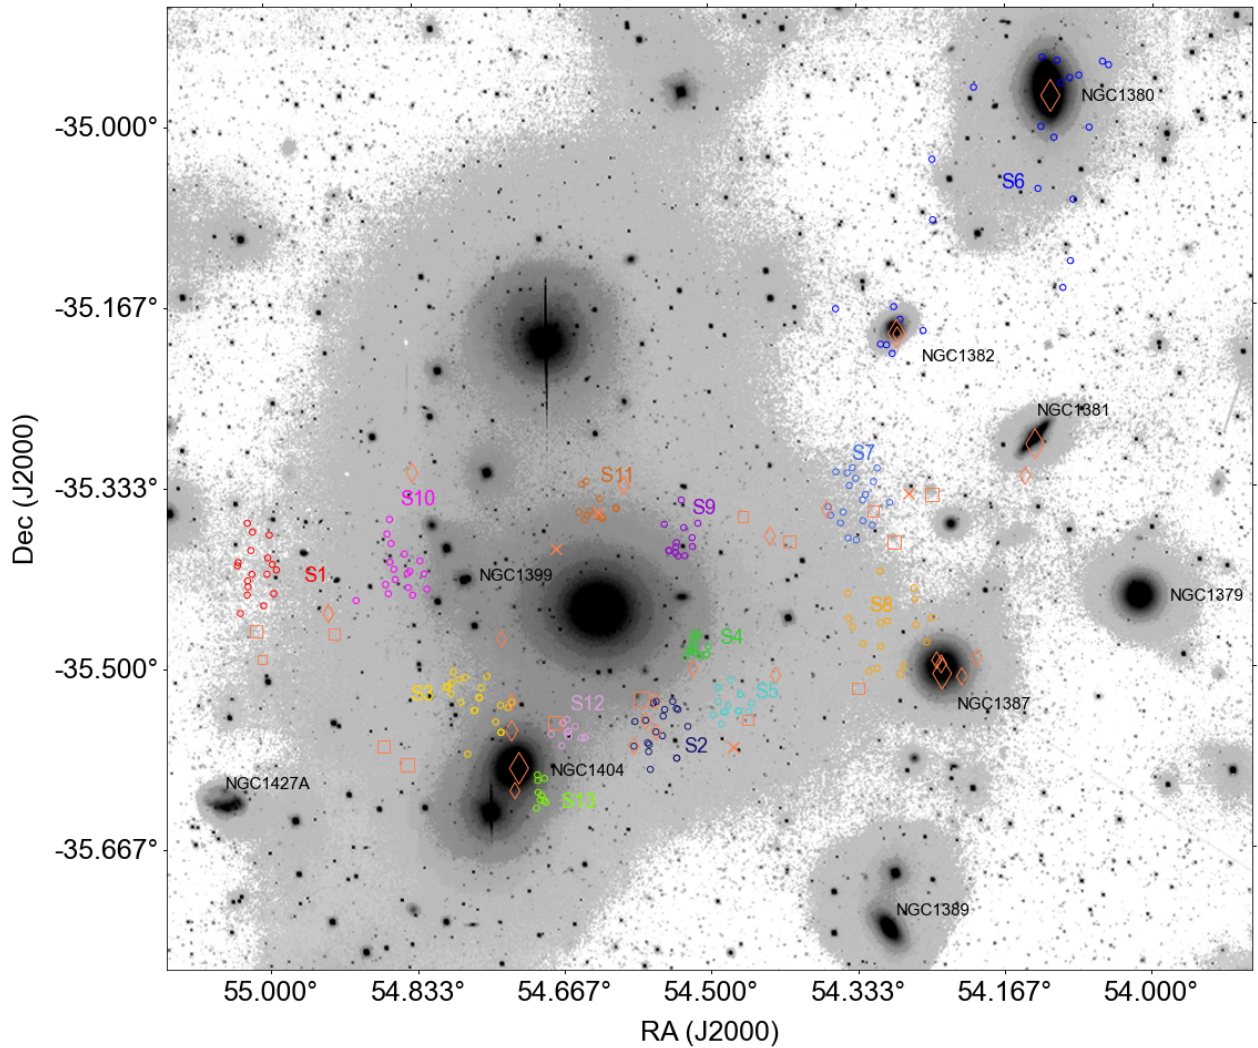 NGC1380
-35.000°
S6
-35.167°
NGC1382
NGC1381
S7
S11
-35.333°
S10
S9
NGC1399
S1
NGC1379
S8
S4
-35.500°
S3
S5
S12
NGC1387
S2
NGC1404
NGC1427A
S13
-35.667°
NGC1389
55.000° 54.833° 54.667° 54.500° 54.333° 54.167° 54.000°
RA (J2000)
Dec (J2000)